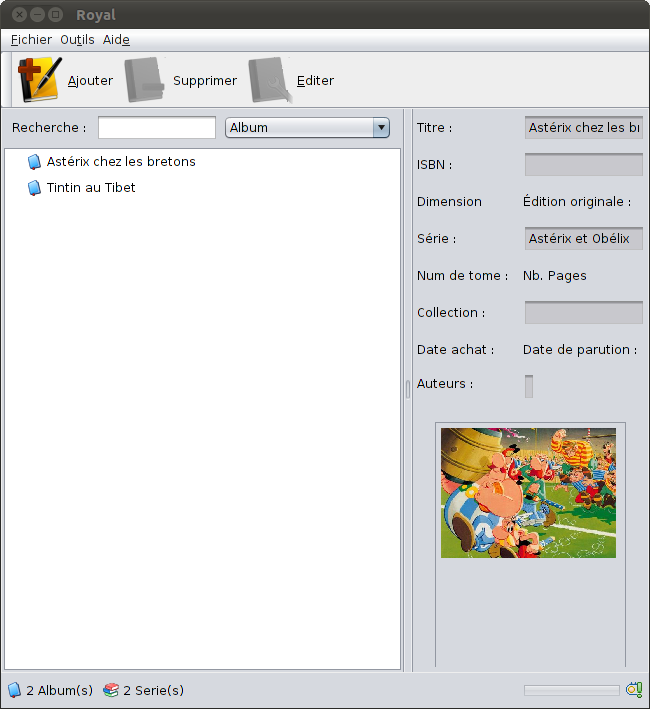 Royal
Fichier Outils Aide
Ajouter Supprimer Editer
Recherche : Album
Astérix chez les bretons
Tintin au Tibet
Titre : Astérix chez les br
ISBN :
Dimension Édition originale :
Série : Astérix et Obélix
Num de tome : Nb. Pages
Collection :
Date achat : Date de parution :
Auteurs :
2 Album(s) 2 Serie(s)